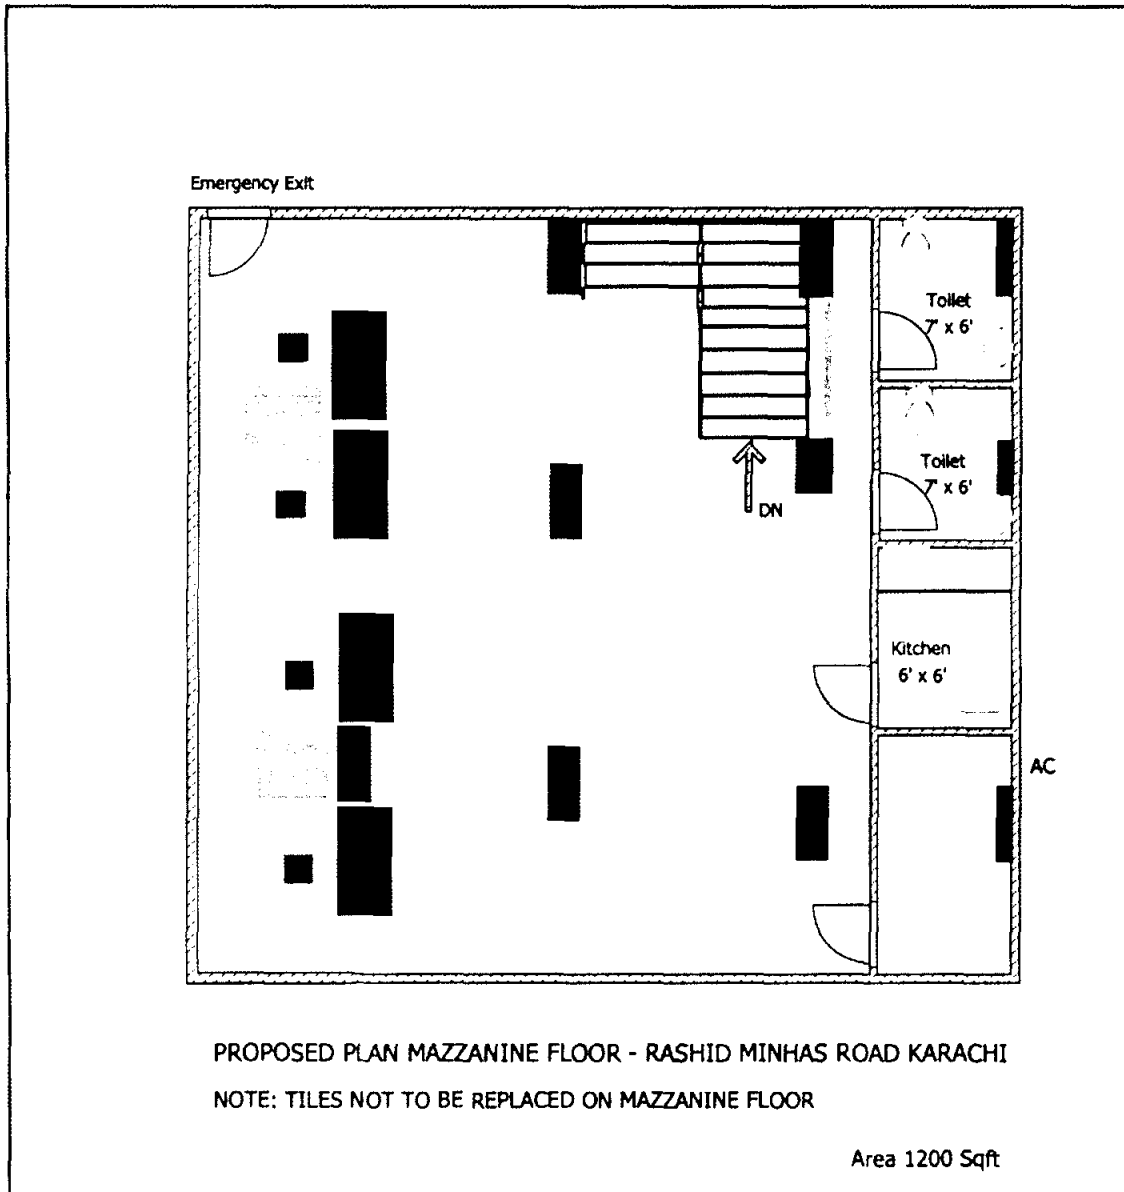 Emergency Exit
Toilet
7' x 6'
Toilet
7' x 6'
DN
Kitchen
6' x 6'
AC
PROPOSED PLAN MAZZANINE FLOOR - RASHID MINHAS ROAD KARACHI
NOTE: TILES NOT TO BE REPLACED ON MAZZANINE FLOOR
Area 1200 Sqft